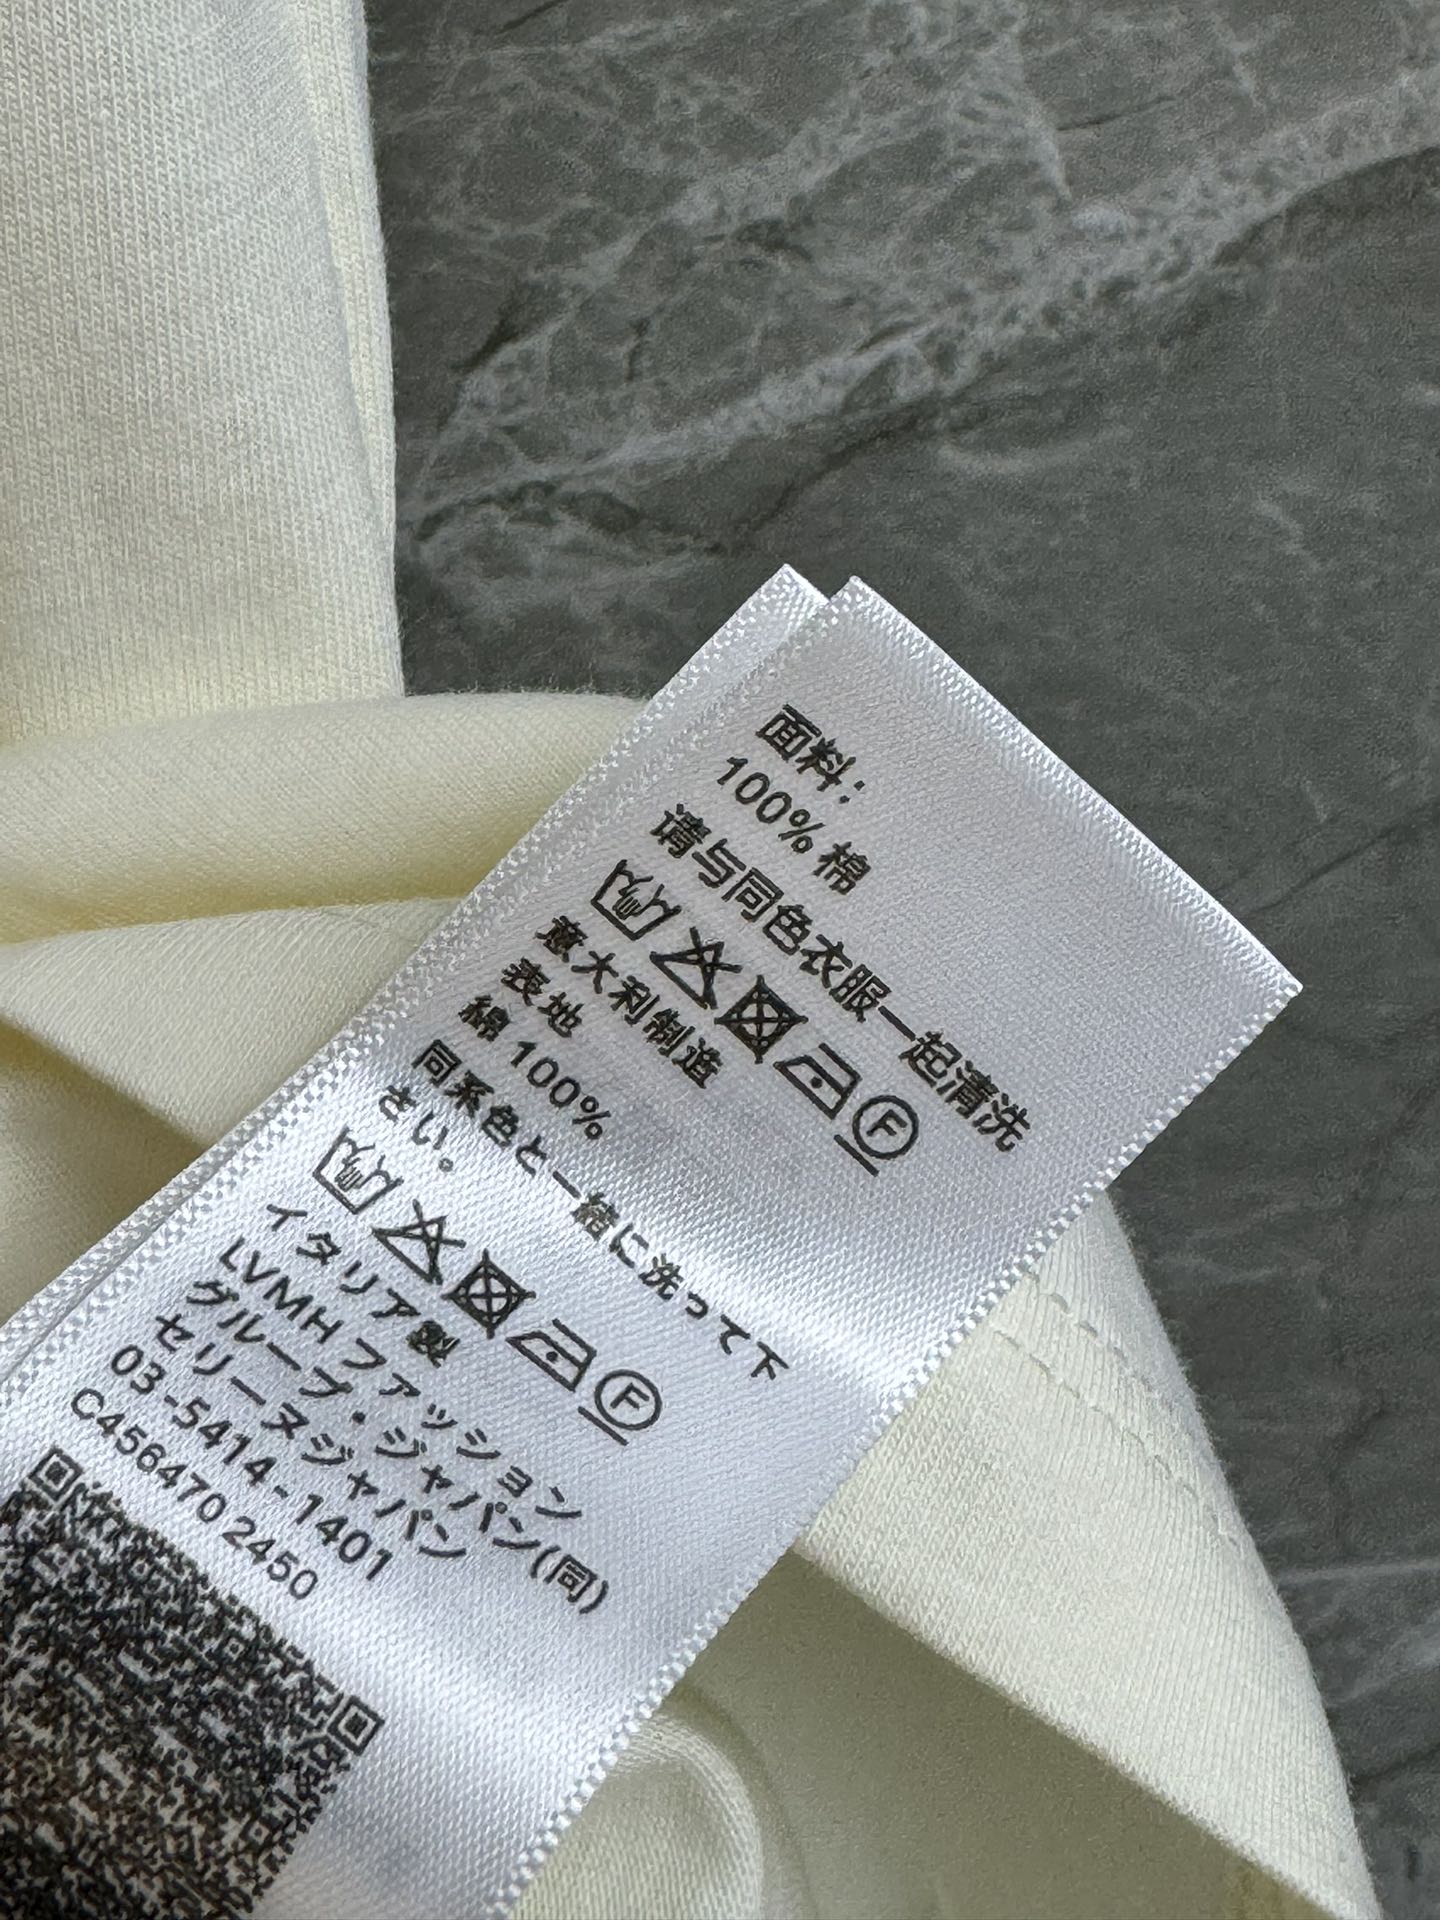 面料：
100% 棉
请与同色衣服一起清洗
F
意大利制造
表地
綿 100%
同系色と一緒に洗って下
さい。
F
イタリア製
LVMH ファッション
グループ・ジャパン(同)
セリーヌジャパン
03-5414-1401
C456470 2450